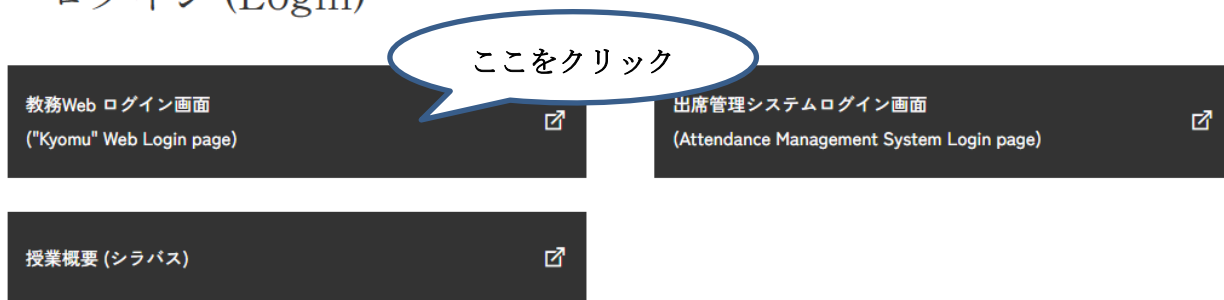 ログイン (Login)
ここをクリック
教務Web ログイン画面
("Kyomu" Web Login page)
出席管理システムログイン画面
(Attendance Management System Login page)
授業概要 (シラバス)